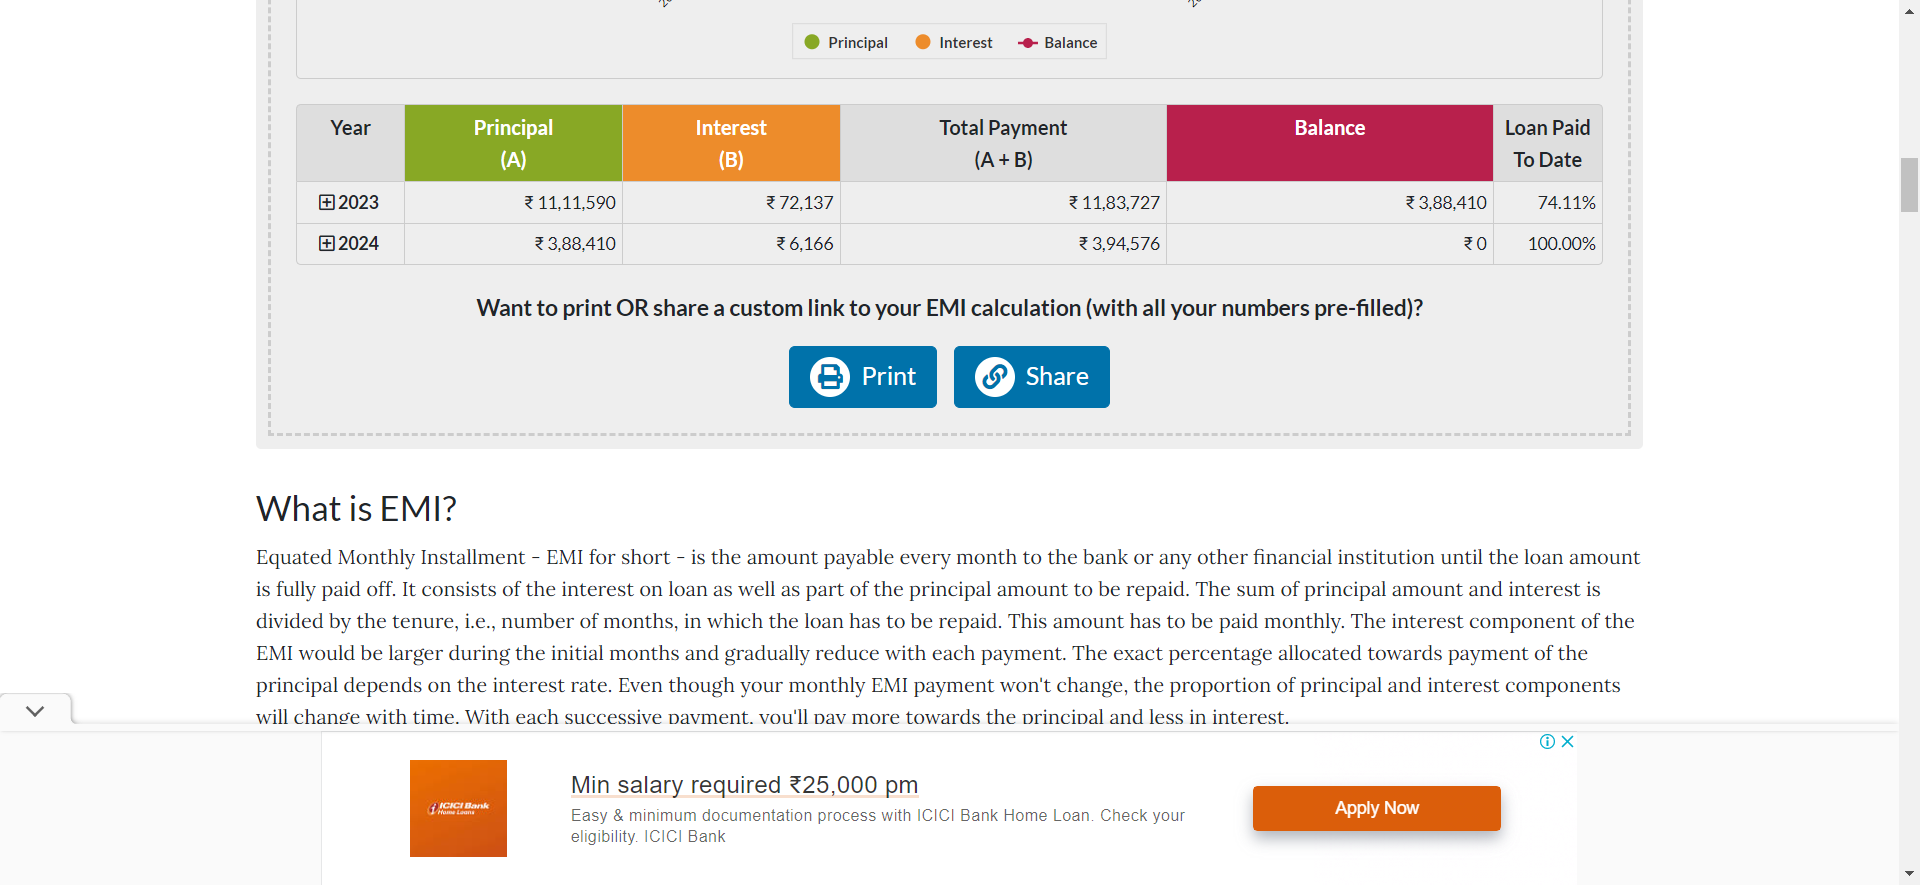 Principal Interest Balance
Year Principal (A) Interest (B) Total Payment (A + B) Balance Loan Paid To Date
2023 ₹ 11,11,590 ₹ 72,137 ₹ 11,83,727 ₹ 3,88,410 74.11%
2024 ₹ 3,88,410 ₹ 6,166 ₹ 3,94,576 ₹ 0 100.00%
Want to print OR share a custom link to your EMI calculation (with all your numbers pre-filled)?
Print Share
What is EMI?
Equated Monthly Installment - EMI for short - is the amount payable every month to the bank or any other financial institution until the loan amount
is fully paid off. It consists of the interest on loan as well as part of the principal amount to be repaid. The sum of principal amount and interest is
divided by the tenure, i.e., number of months, in which the loan has to be repaid. This amount has to be paid monthly. The interest component of the
EMI would be larger during the initial months and gradually reduce with each payment. The exact percentage allocated towards payment of the
principal depends on the interest rate. Even though your monthly EMI payment won't change, the proportion of principal and interest components
will change with time. With each successive payment, you'll pay more towards the principal and less in interest.
ICICI Bank
Home Loans
Min salary required ₹25,000 pm
Easy & minimum documentation process with ICICI Bank Home Loan. Check your
eligibility. ICICI Bank
Apply Now